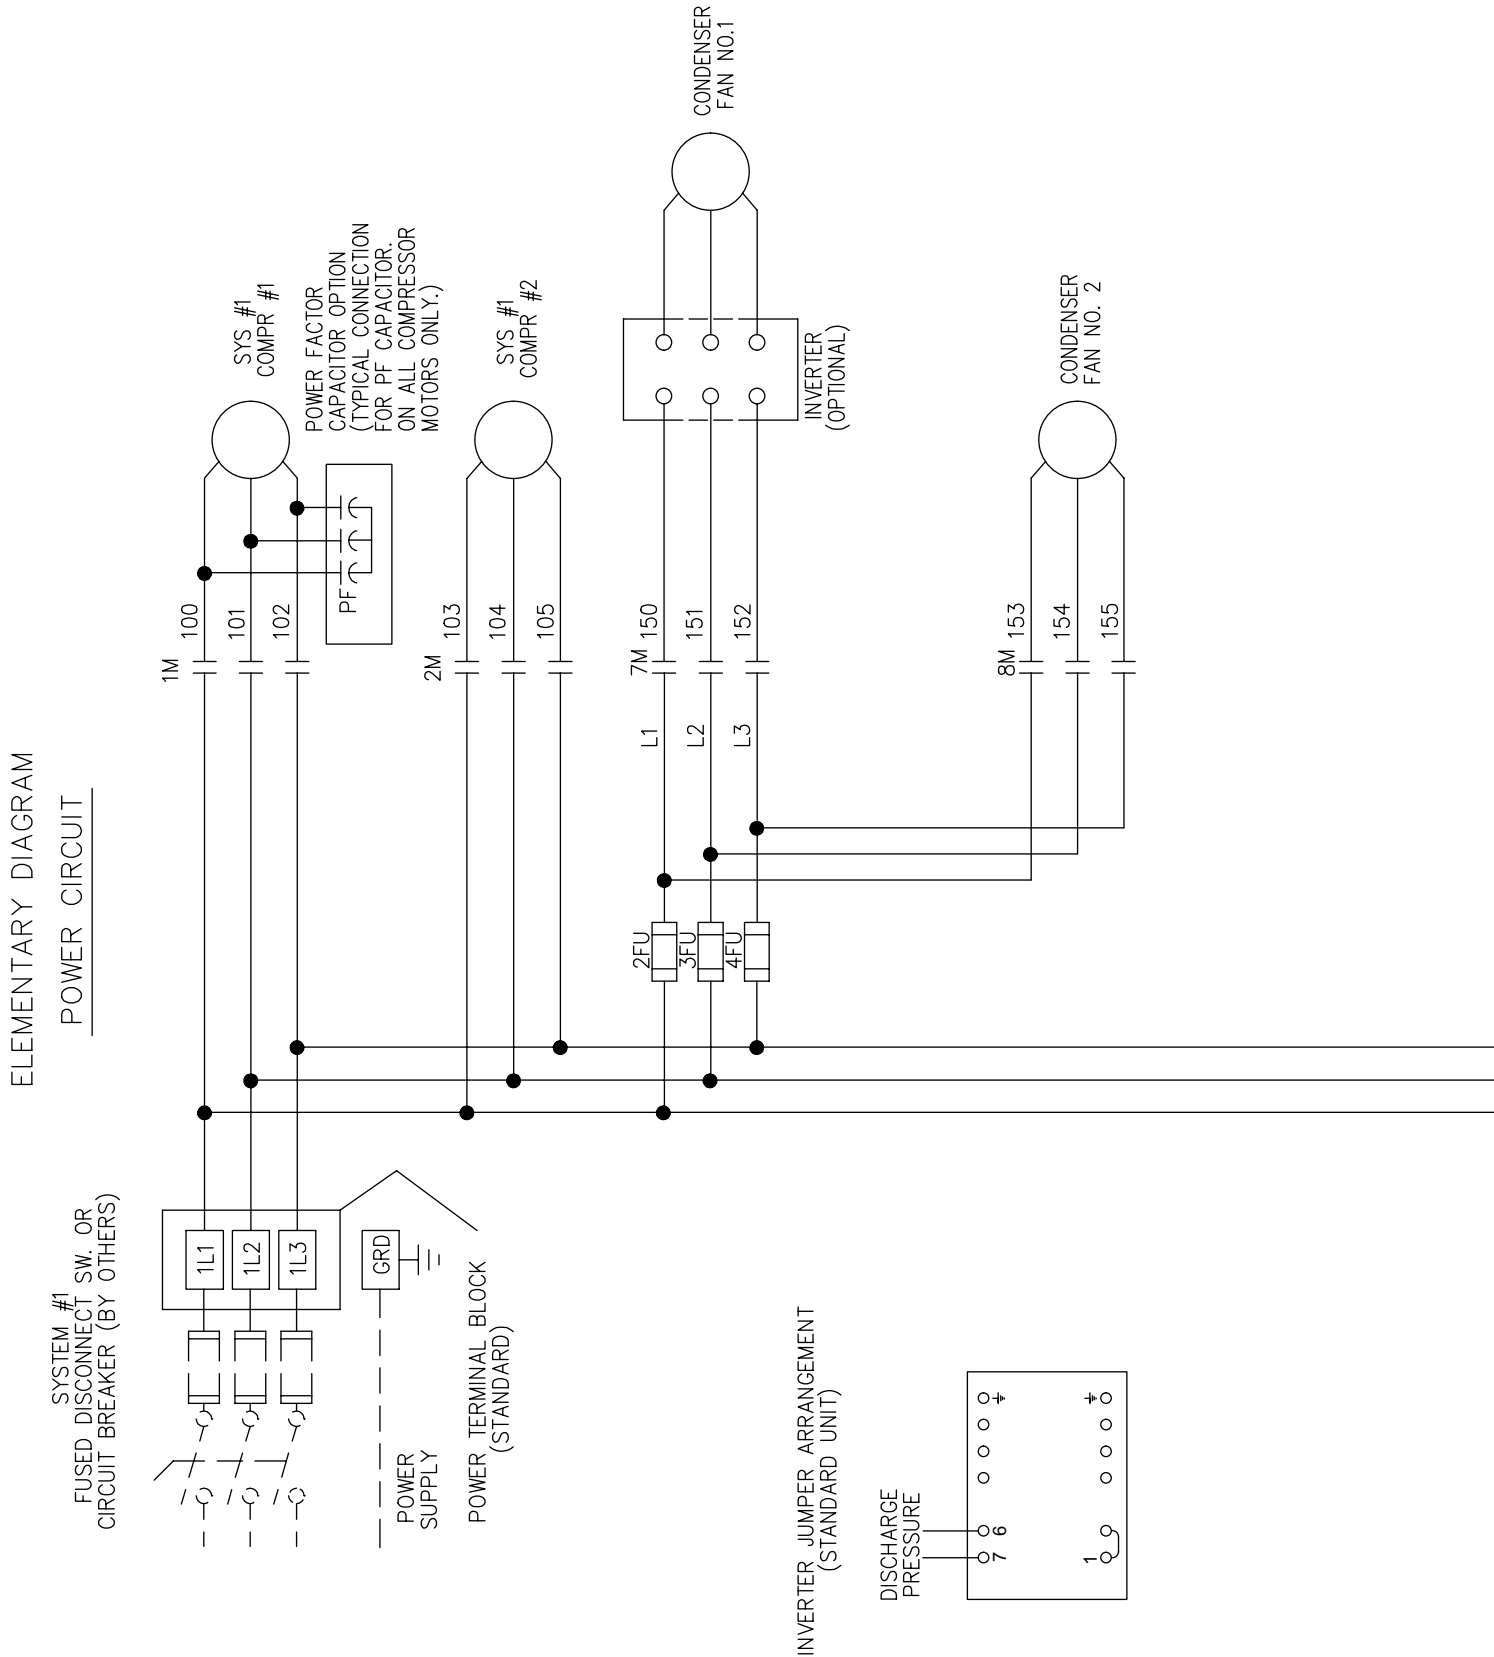 ELEMENTARY DIAGRAM
POWER CIRCUIT
SYSTEM #1
FUSED DISCONNECT SW. OR
CIRCUIT BREAKER (BY OTHERS)
1L1
1L2
1L3
GRD
POWER
SUPPLY
POWER TERMINAL BLOCK
(STANDARD)
1M
100
101
102
SYS #1
COMPR #1
PF
POWER FACTOR
CAPACITOR OPTION
(TYPICAL CONNECTION
FOR PF CAPACITOR.
ON ALL COMPRESSOR
MOTORS ONLY.)
2M
103
104
105
SYS #1
COMPR #2
2FU
3FU
4FU
L1
L2
L3
7M
150
151
152
INVERTER
(OPTIONAL)
CONDENSER
FAN NO.1
8M
153
154
155
CONDENSER
FAN NO. 2
INVERTER JUMPER ARRANGEMENT
(STANDARD UNIT)
DISCHARGE
PRESSURE
7
6
1